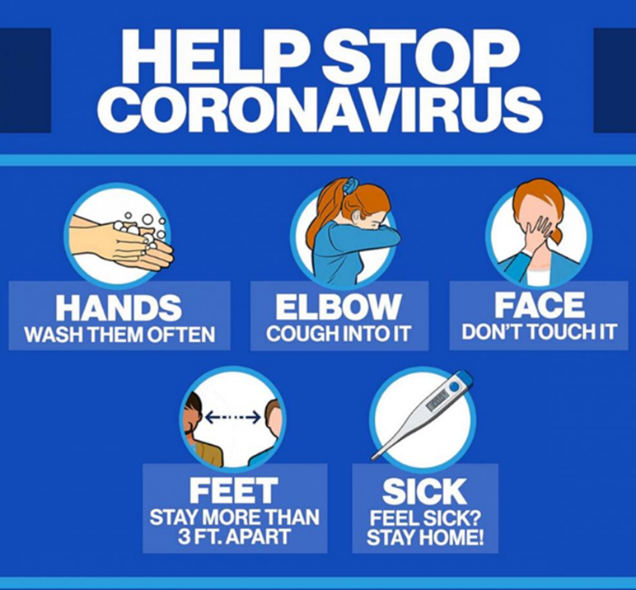 HELP STOP
CORONAVIRUS
HANDS
WASH THEM OFTEN
ELBOW
COUGH INTO IT
FACE
DON'T TOUCH IT
FEET
STAY MORE THAN
3 FT. APART
SICK
FEEL SICK?
STAY HOME!